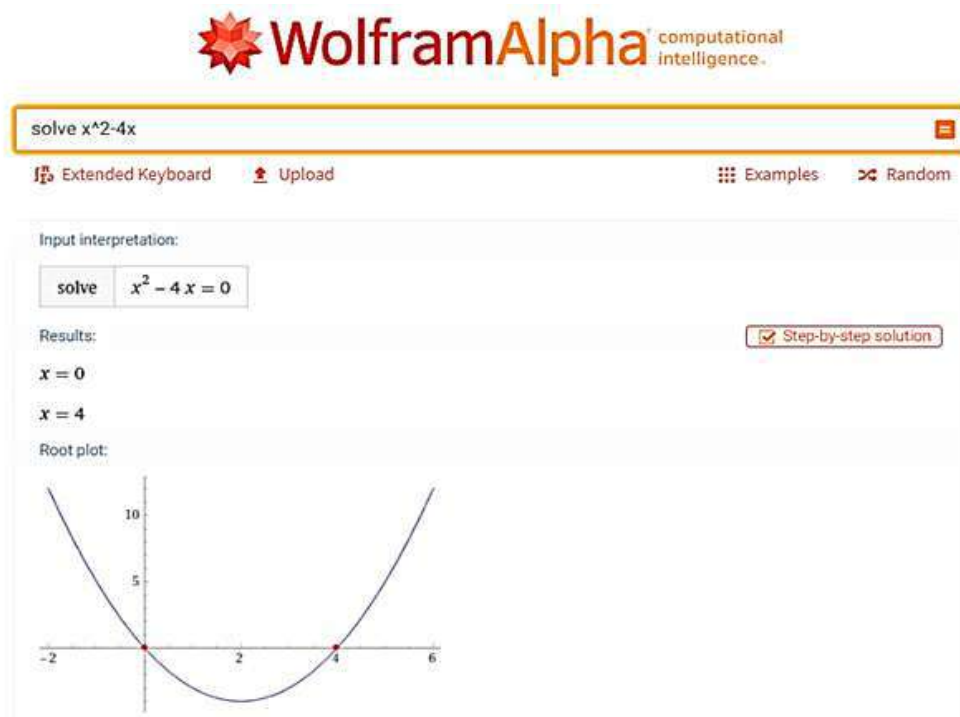 WolframAlpha computational intelligence.
solve x^2-4x
Extended Keyboard Upload Examples Random
Input interpretation:
solve x² – 4 x = 0
Results:
Step-by-step solution
x = 0
x = 4
Root plot:
10
5
-2 2 4 6